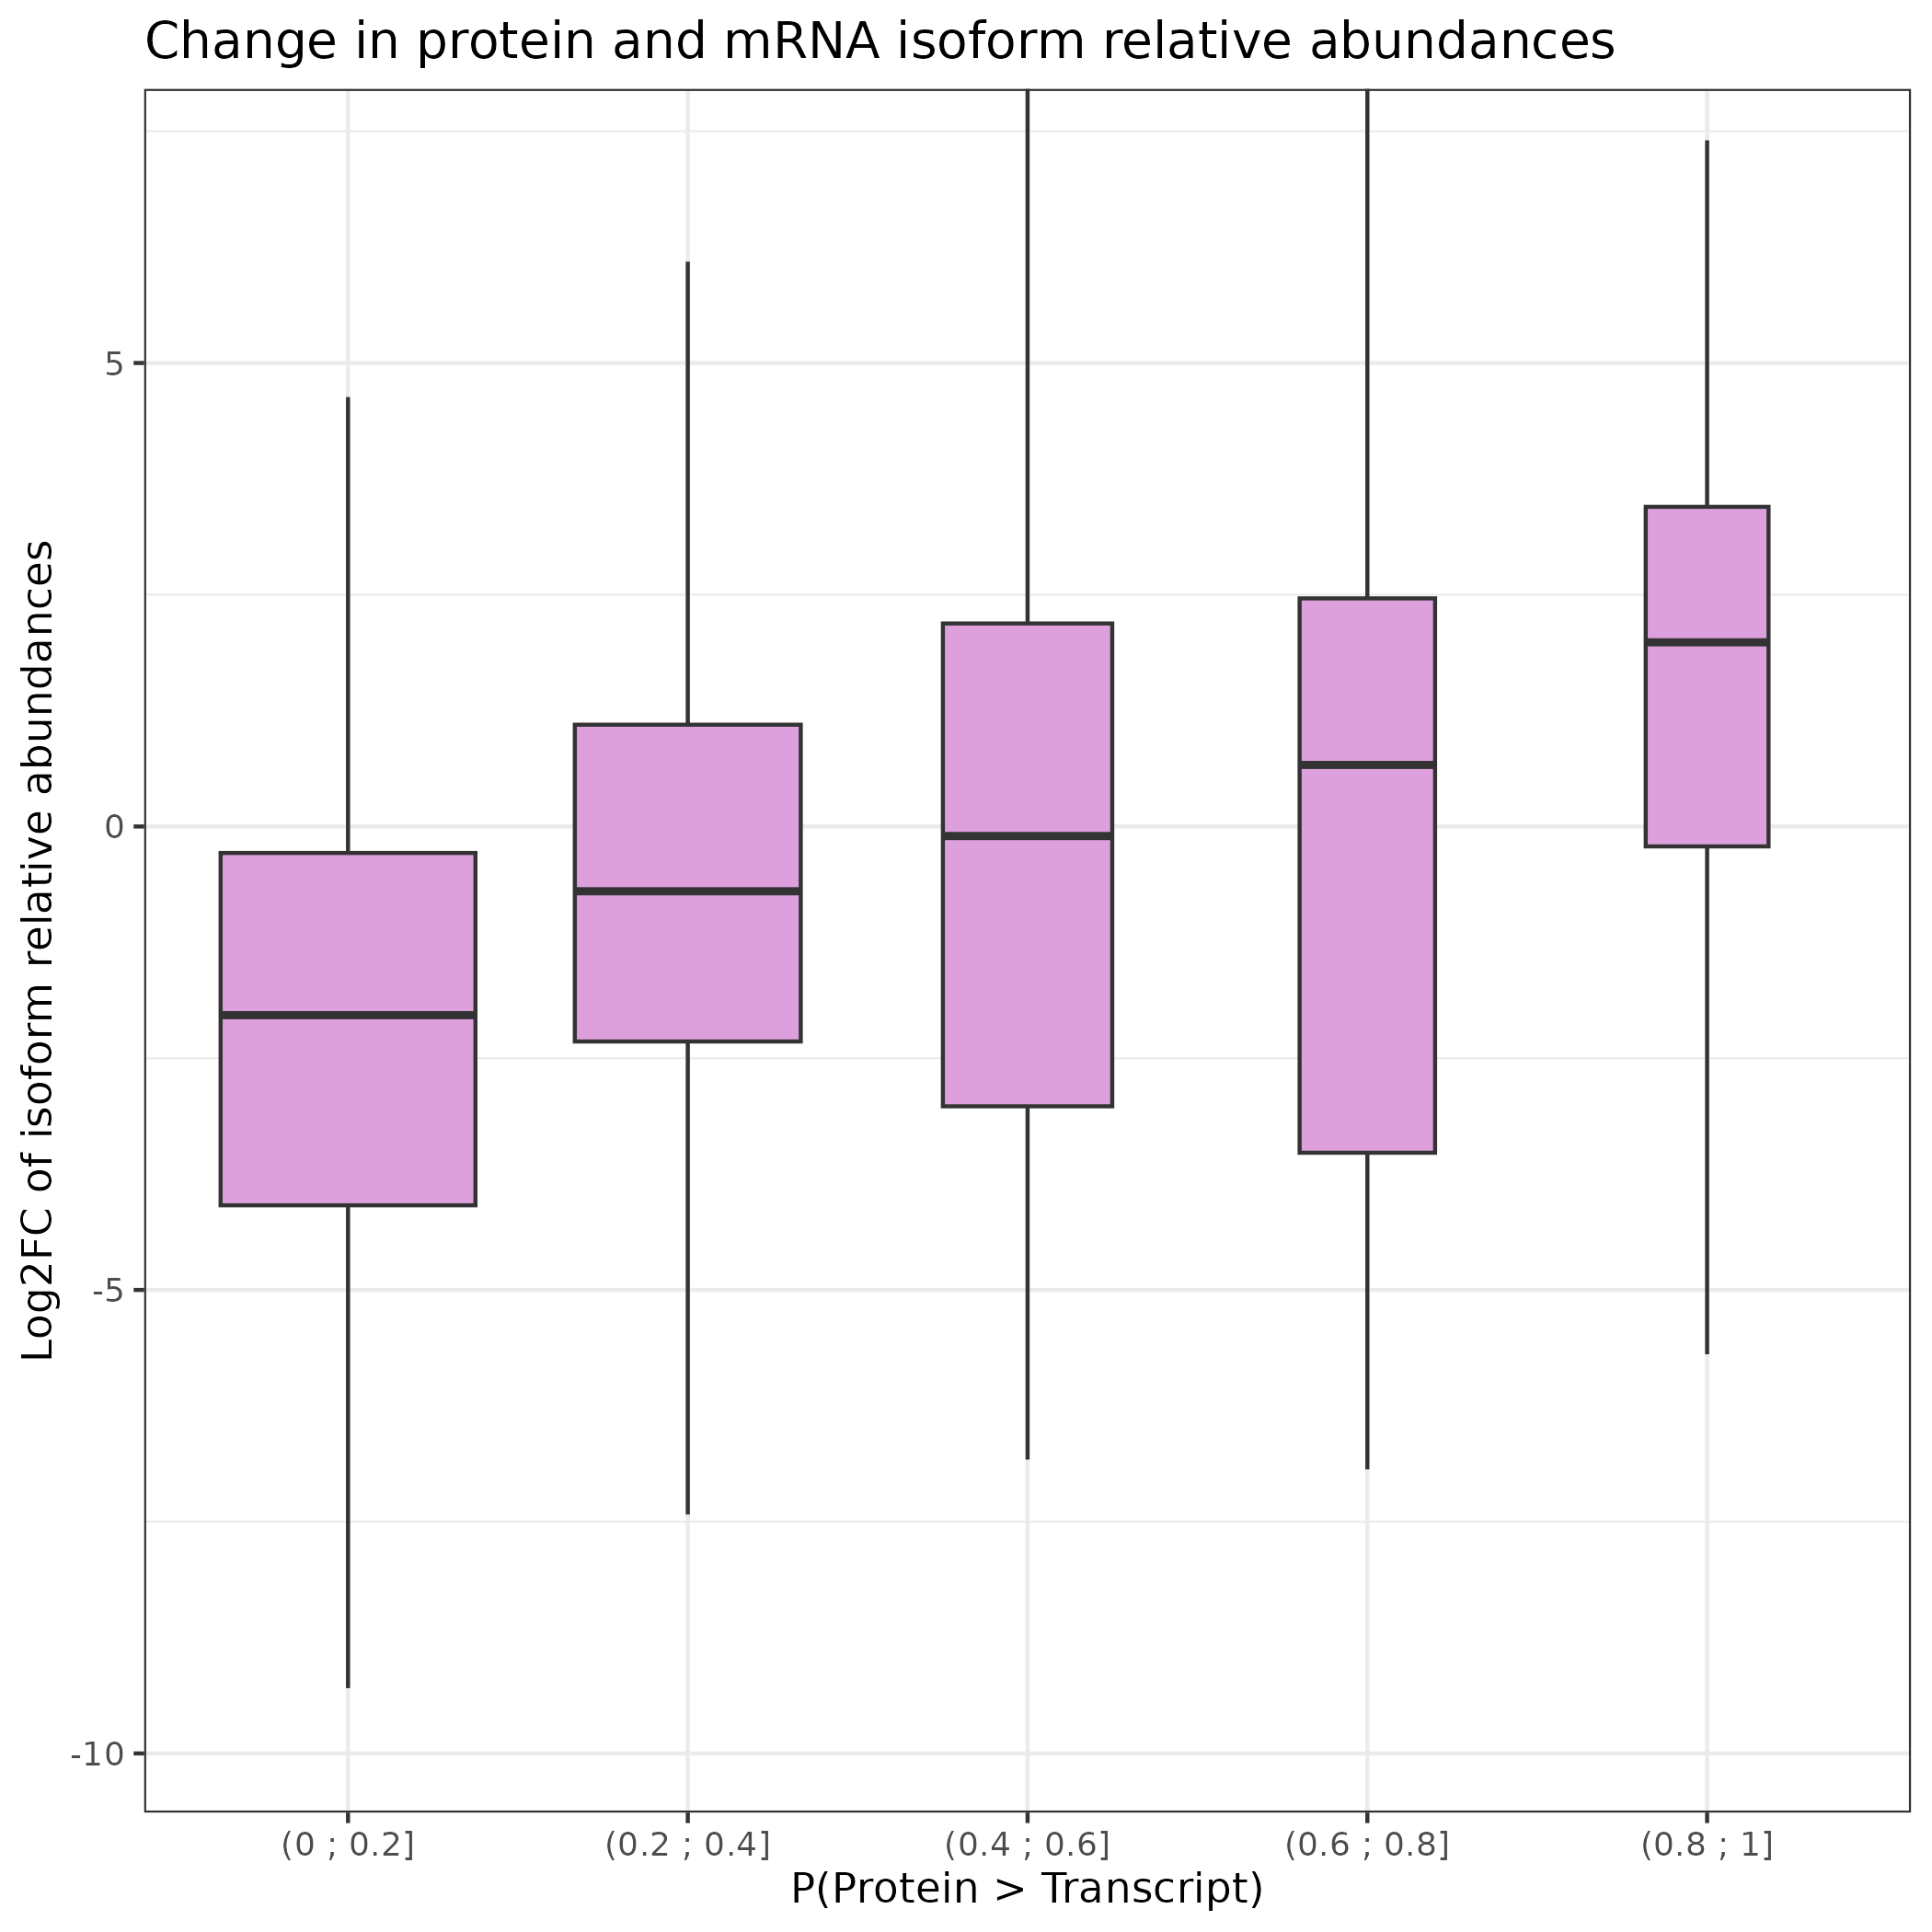 Change in protein and mRNA isoform relative abundances
Log2FC of isoform relative abundances
5
0
-5
-10
(0 ; 0.2]
(0.2 ; 0.4]
(0.4 ; 0.6]
(0.6 ; 0.8]
(0.8 ; 1]
P(Protein > Transcript)